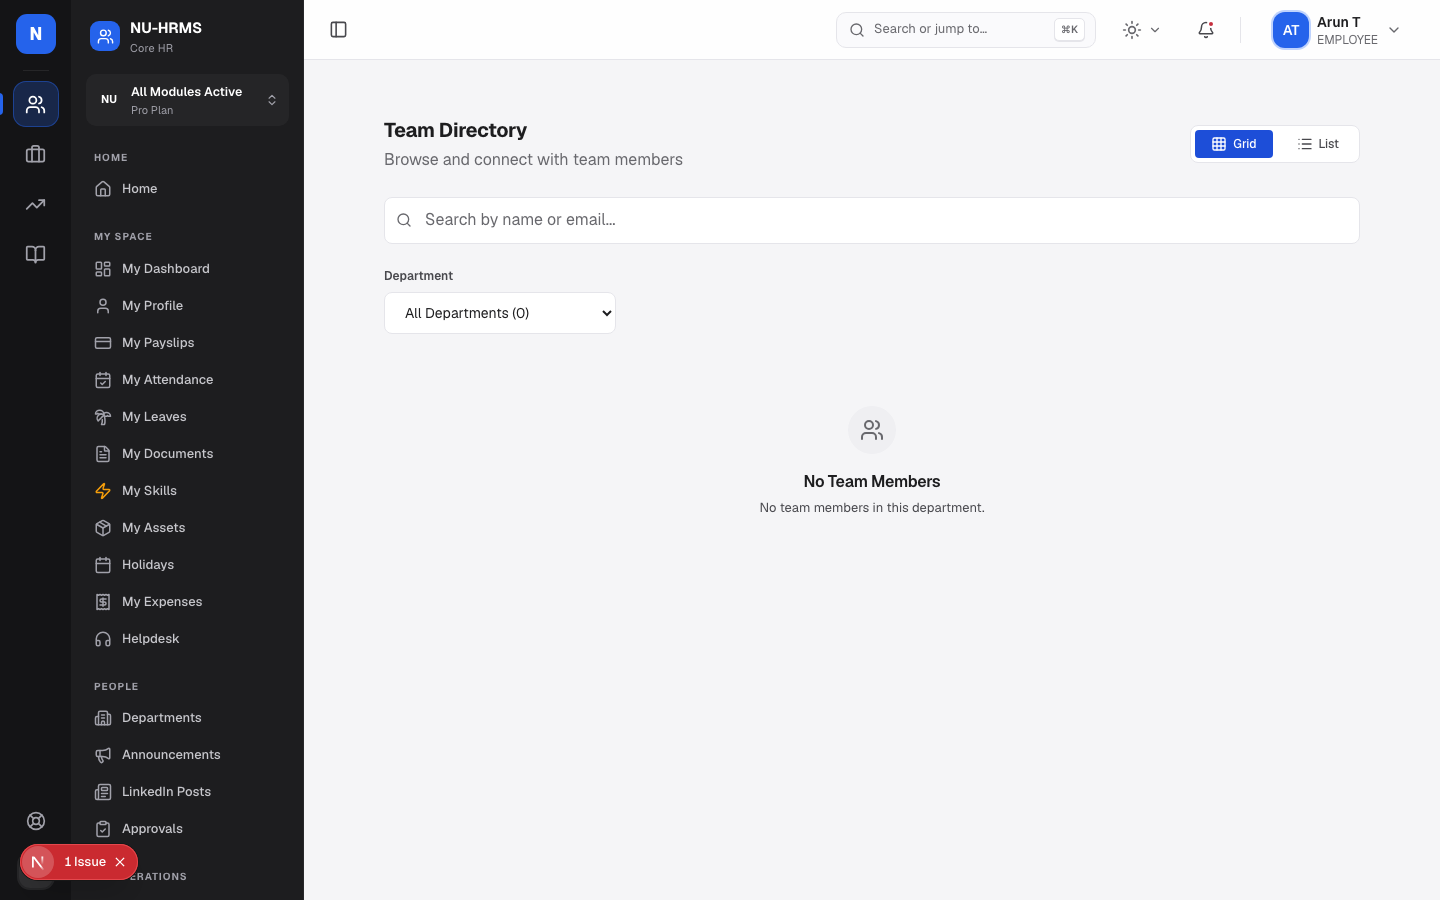 N
NU-HRMS
Core HR
NU
All Modules Active
Pro Plan
HOME
Home
MY SPACE
My Dashboard
My Profile
My Payslips
My Attendance
My Leaves
My Documents
My Skills
My Assets
Holidays
My Expenses
Helpdesk
PEOPLE
Departments
Announcements
LinkedIn Posts
Approvals
ERATIONS
N
1 Issue
Search or jump to...
⌘K
AT
Arun T
EMPLOYEE
Team Directory
Browse and connect with team members
Grid
List
Search by name or email...
Department
All Departments (0)
No Team Members
No team members in this department.